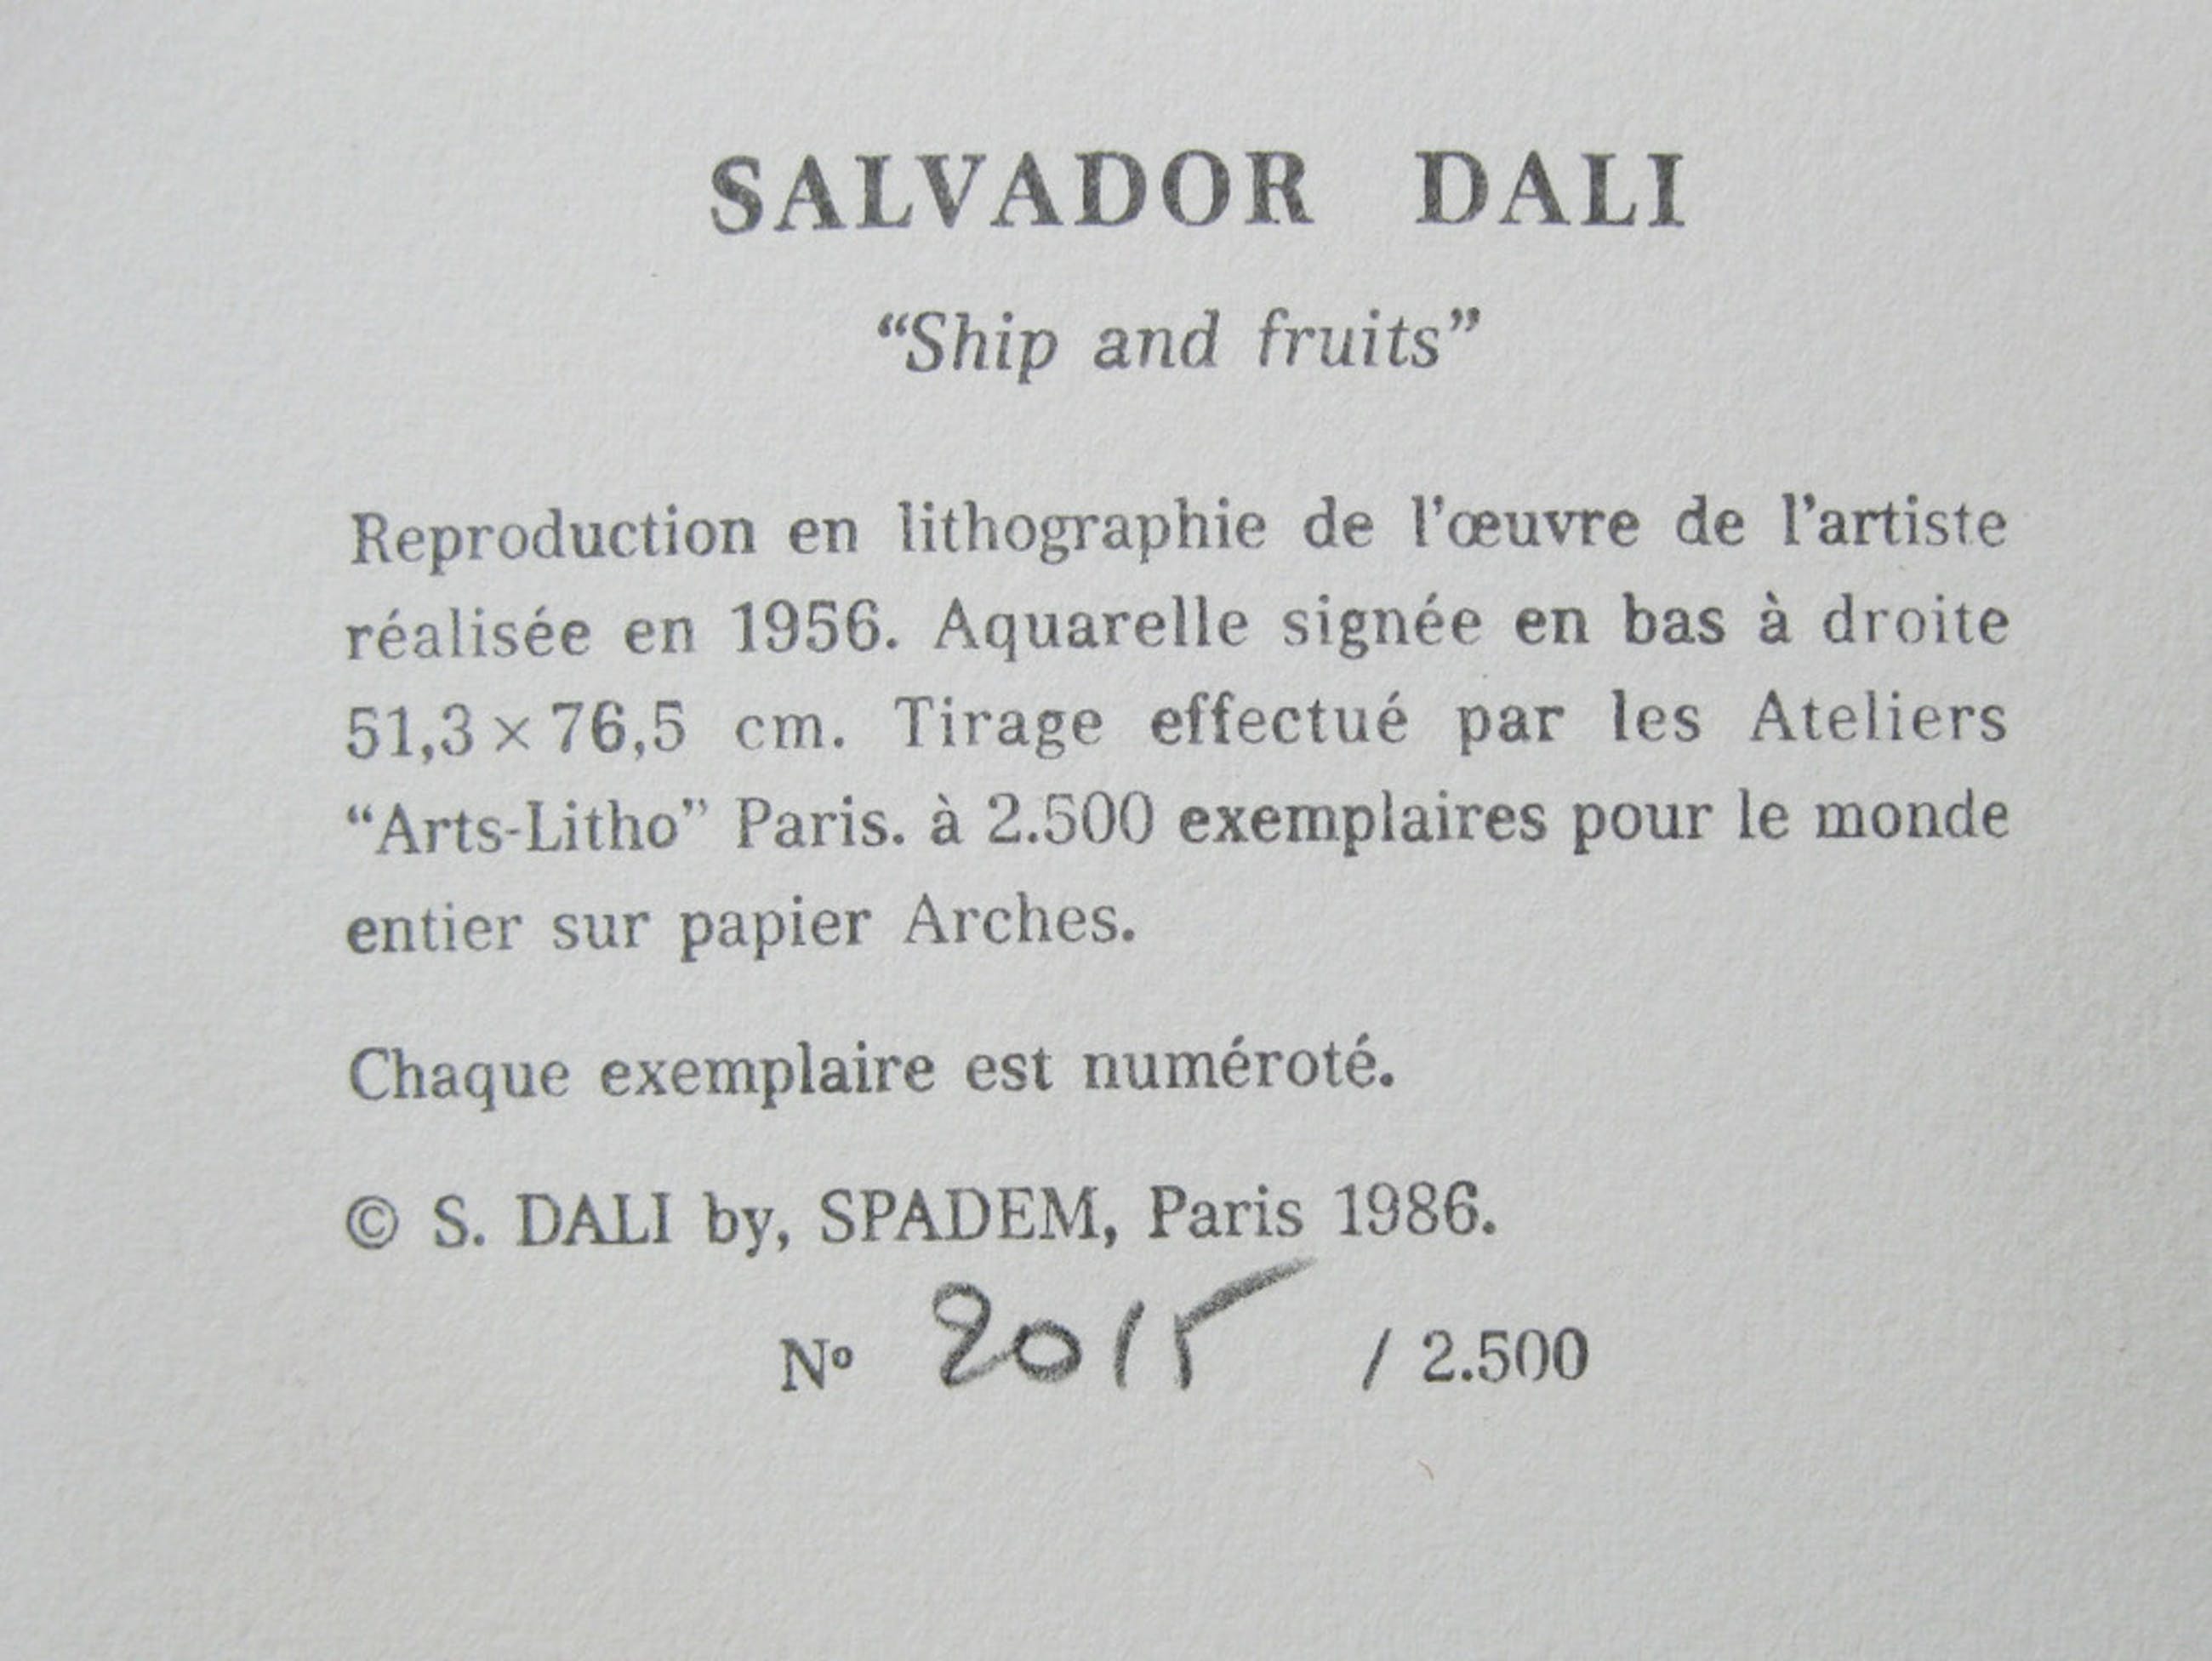 SALVADOR DALI
“Ship and fruits”
Reproduction en lithographie de l’œuvre de l’artiste
réalisée en 1956. Aquarelle signée en bas à droite
51,3 × 76,5 cm. Tirage effectué par les Ateliers
“Arts-Litho” Paris. à 2.500 exemplaires pour le monde
entier sur papier Arches.
Chaque exemplaire est numéroté.
© S. DALI by, SPADEM, Paris 1986.
Nº 2015 / 2.500